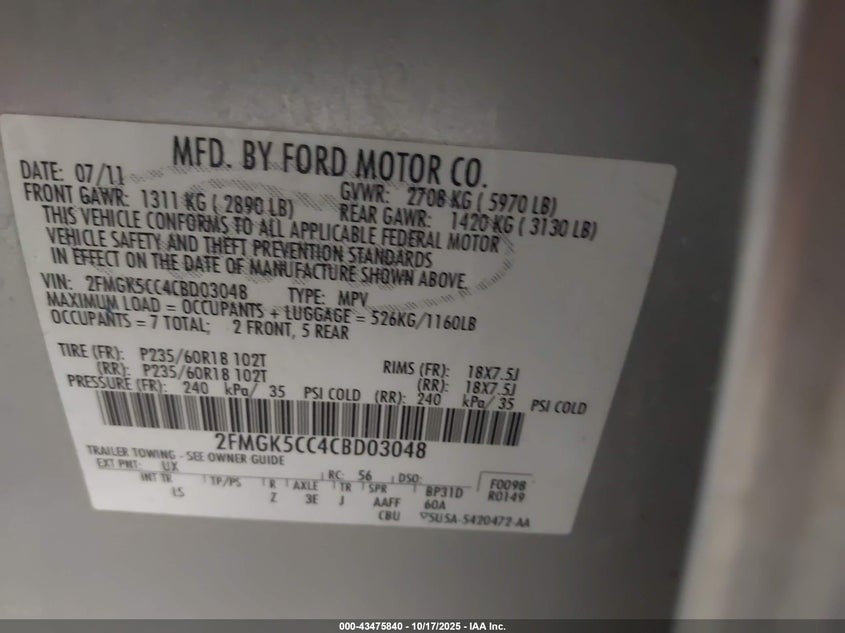 MFD. BY FORD MOTOR CO.
DATE: 07/11 GVWR: 2708 KG ( 5970 LB)
FRONT GAWR: 1311 KG ( 2890 LB) REAR GAWR: 1420 KG ( 3130 LB)
THIS VEHICLE CONFORMS TO ALL APPLICABLE FEDERAL MOTOR
VEHICLE SAFETY AND THEFT PREVENTION STANDARDS
IN EFFECT ON THE DATE OF MANUFACTURE SHOWN ABOVE.
VIN: 2FMGK5CC4CBD03048 TYPE: MPV
MAXIMUM LOAD = OCCUPANTS + LUGGAGE = 526KG/1160LB
OCCUPANTS = 7 TOTAL; 2 FRONT, 5 REAR
TIRE (FR): P235/60R18 102T RIMS (FR): 18X7.5J
(RR): P235/60R18 102T (RR): 18X7.5J
PRESSURE (FR): 240 kPa/ 35 PSI COLD (RR): 240 kPa/ 35 PSI COLD
2FMGK5CC4CBD03048
TRAILER TOWING - SEE OWNER GUIDE
EXT PNT: UX RC: 56 DSO: F0098
INT TR TP/PS R AXLE TR SPR BP31D R0149
LS Z 3E J AAFF 60A
CBU 5U5A-5420472-AA
000-43475840 - 10/17/2025 - IAA Inc.